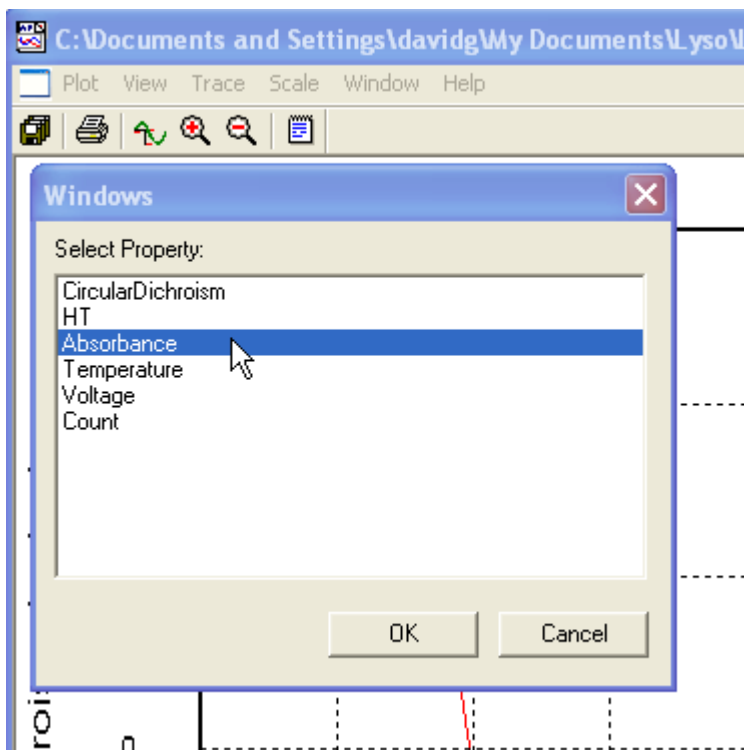 C:\Documents and Settings\davidg\My Documents\Lyso\
Plot View Trace Scale Window Help
Windows
Select Property:
CircularDichroism
HT
Absorbance
Temperature
Voltage
Count
OK Cancel